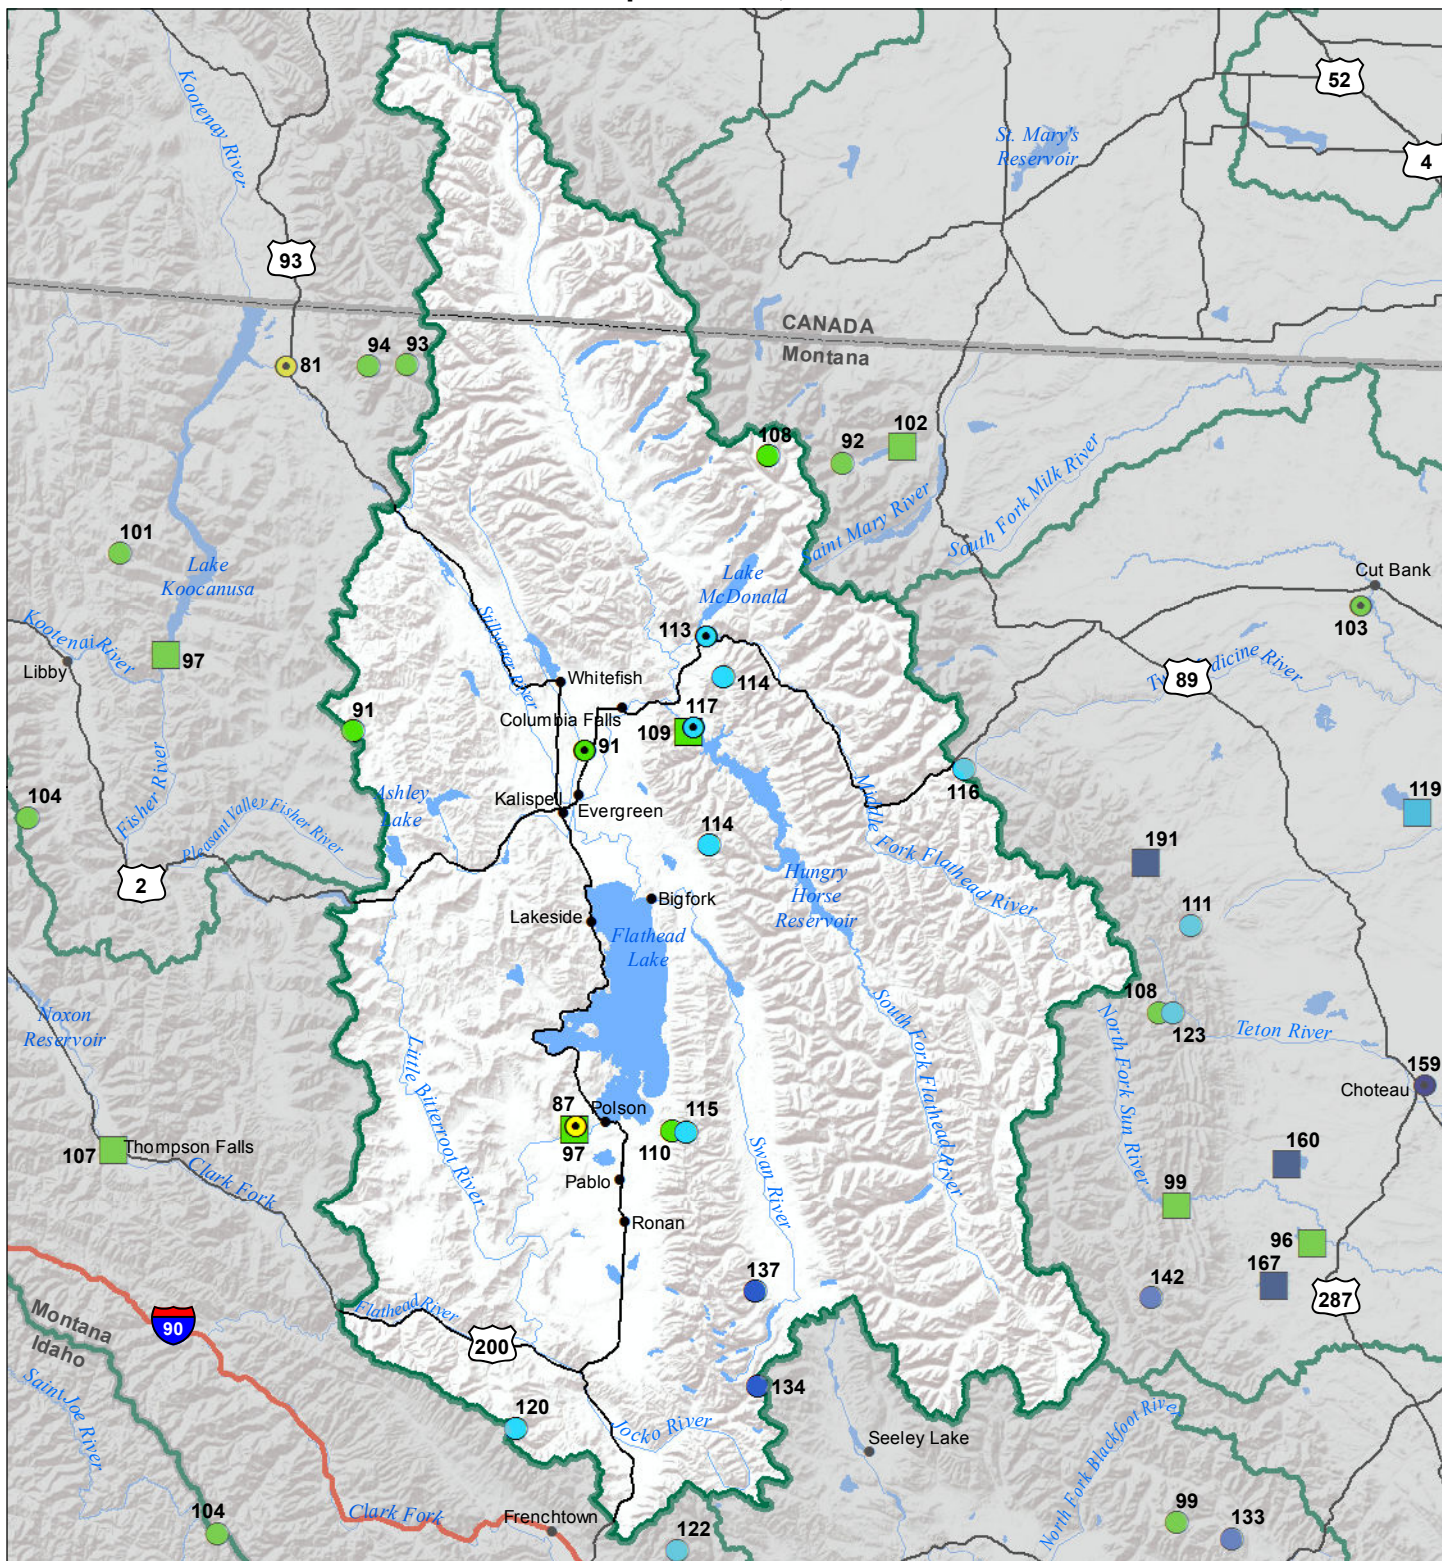 52
4
St. Mary's
Reservoir
Kootenay River
93
CANADA
Montana
81
94
93
108
92
102
Saint Mary River
South Fork Milk River
101
Lake
Koocanusa
Lake
McDonald
Cut Bank
103
Kootenai River
97
Libby
Stillwater River
113
Whitefish
114
89
91
Columbia Falls
109
117
91
116
Fisher River
Ashley
Lake
Kalispell
Evergreen
104
Pleasant Valley Fisher River
2
114
Middle Fork Flathead River
119
191
Hungry
Horse
Reservoir
Bigfork
Lakeside
Flathead
Lake
111
Noxon
Reservoir
Little Bitterroot River
South Fork Flathead River
108
123
North Fork Sun River
Teton River
159
Choteau
87
97
Polson
110
115
107
Thompson Falls
Clark Fork
Pablo
Swan River
160
99
Ronan
96
137
142
167
287
Montana
Idaho
90
Flathead River
200
134
Saint Joe River
120
Jocko River
Seeley Lake
North Fork Blackfoot River
104
Clark Fork
Frenchtown
122
99
133